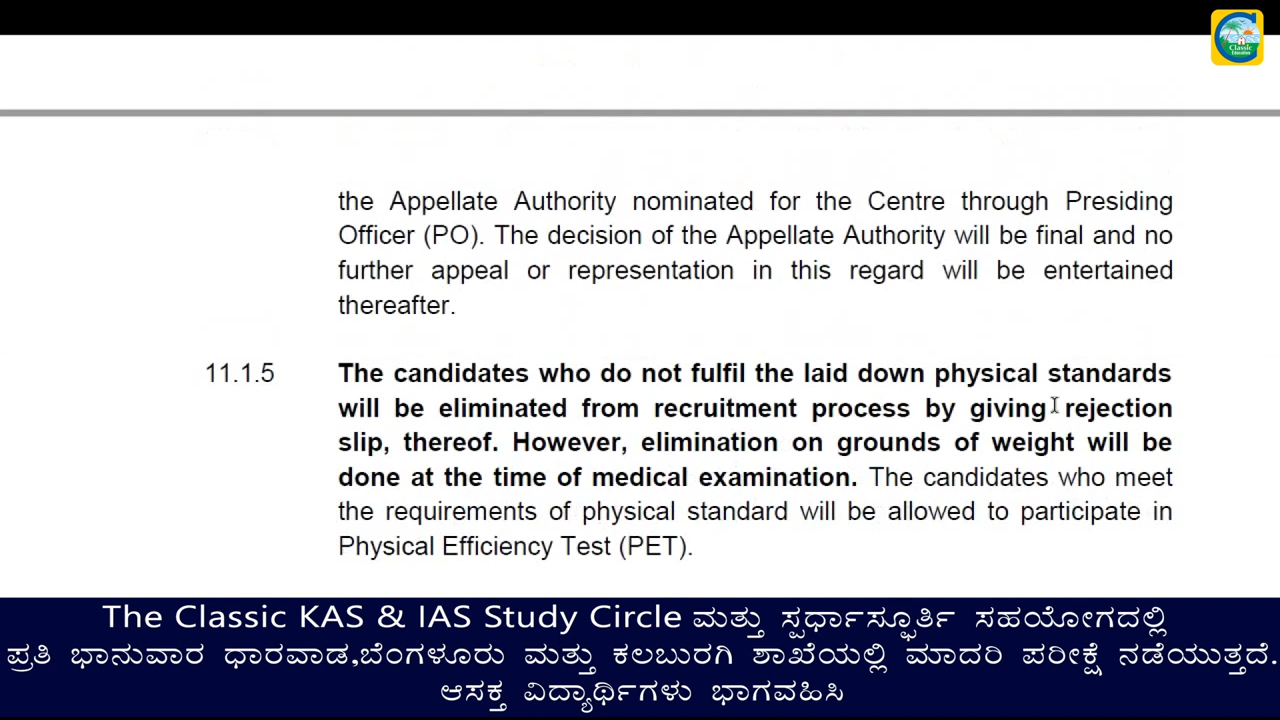 Classic
Education
the Appellate Authority nominated for the Centre through Presiding
Officer (PO). The decision of the Appellate Authority will be final and no
further appeal or representation in this regard will be entertained
thereafter.
11.1.5 The candidates who do not fulfil the laid down physical standards
will be eliminated from recruitment process by giving rejection
slip, thereof. However, elimination on grounds of weight will be
done at the time of medical examination. The candidates who meet
the requirements of physical standard will be allowed to participate in
Physical Efficiency Test (PET).
The Classic KAS & IAS Study Circle ಮತ್ತು ಸ್ಪರ್ಧಾಸ್ಫೂರ್ತಿ ಸಹಯೋಗದಲ್ಲಿ
ಪ್ರತಿ ಭಾನುವಾರ ಧಾರವಾಡ,ಬೆಂಗಳೂರು ಮತ್ತು ಕಲಬುರಗಿ ಶಾಖೆಯಲ್ಲಿ ಮಾದರಿ ಪರೀಕ್ಷೆ ನಡೆಯುತ್ತದೆ.
ಆಸಕ್ತ ವಿದ್ಯಾರ್ಥಿಗಳು ಭಾಗವಹಿಸಿ